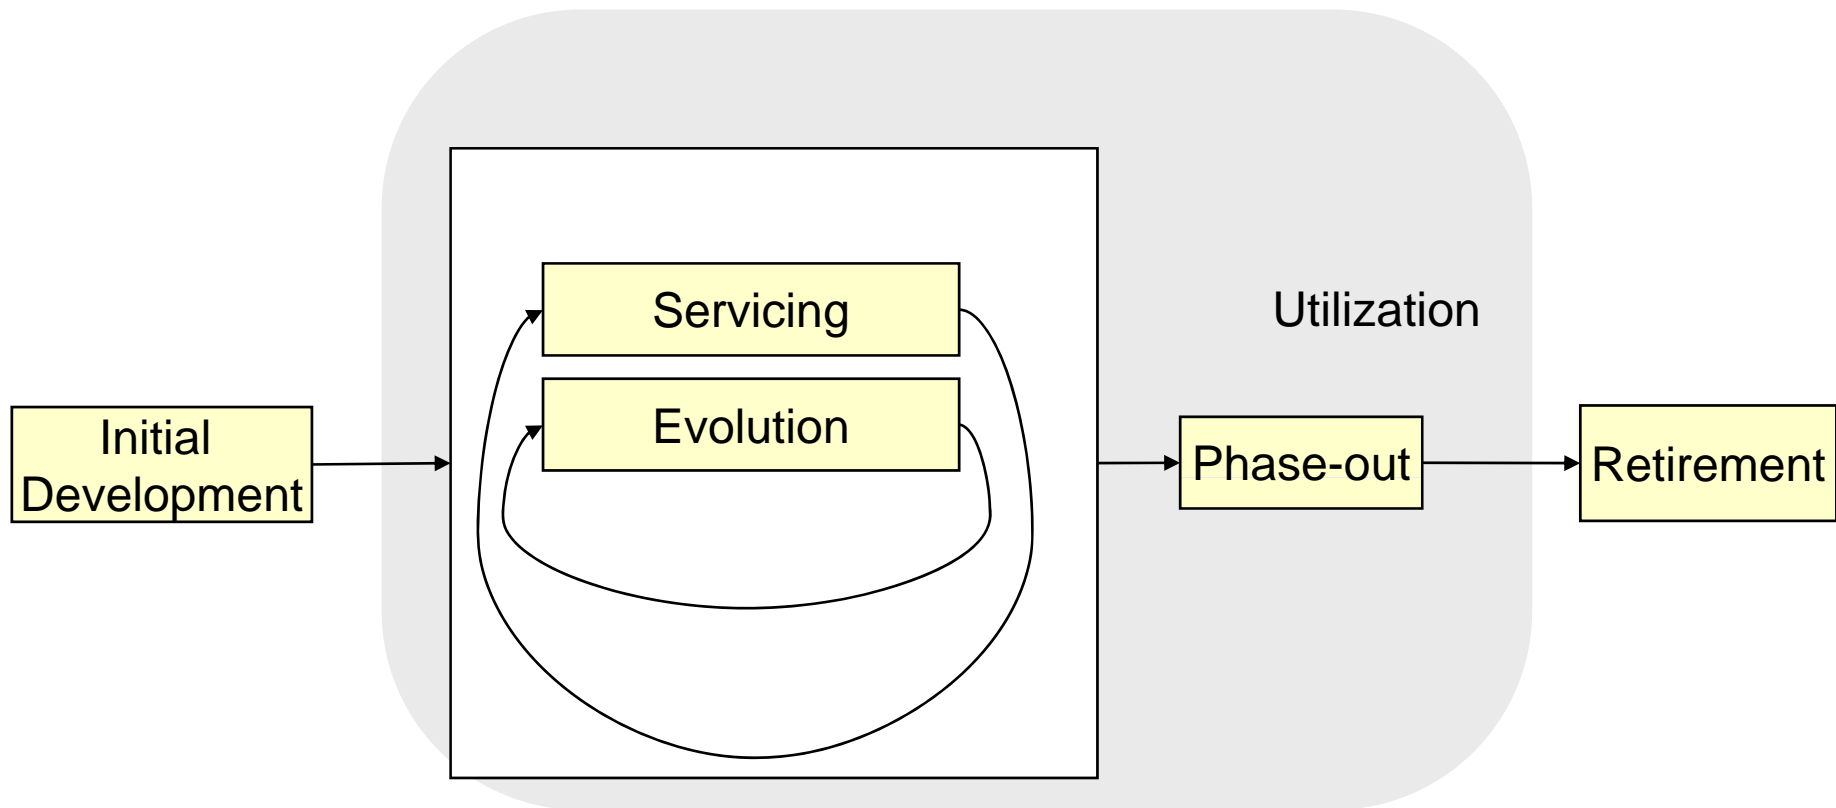 Servicing
Utilization
Evolution
Initial
Development
Phase-out
Retirement